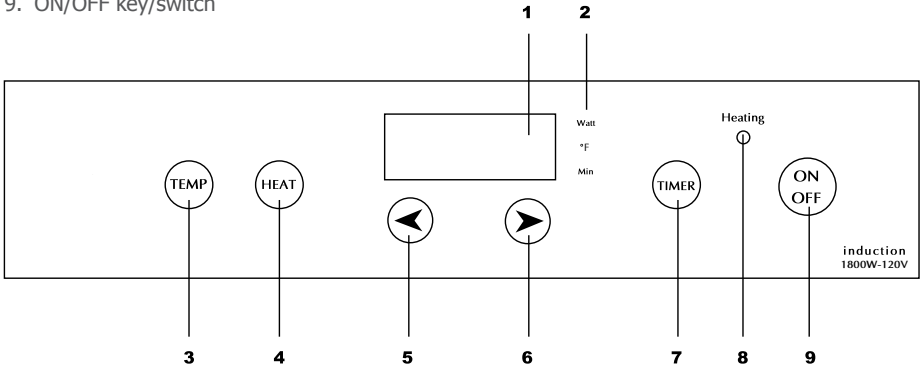 9. ON/OFF key/switch
1 2
Watt
°F
Min
Heating
TEMP
HEAT
TIMER
ON
OFF
induction
1800W-120V
3 4 5 6 7 8 9